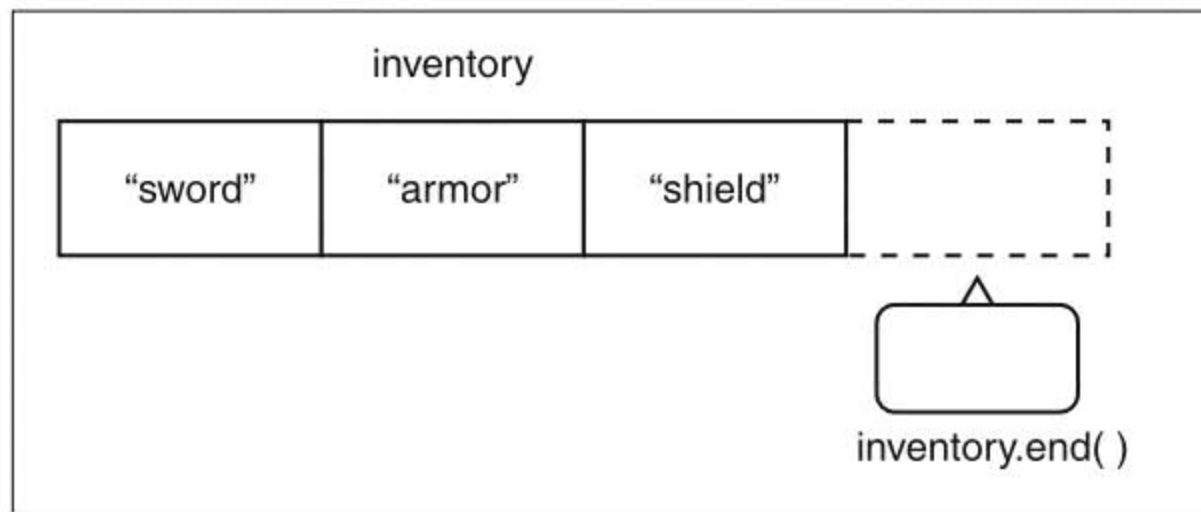 inventory
“sword” “armor” “shield”
inventory.end( )